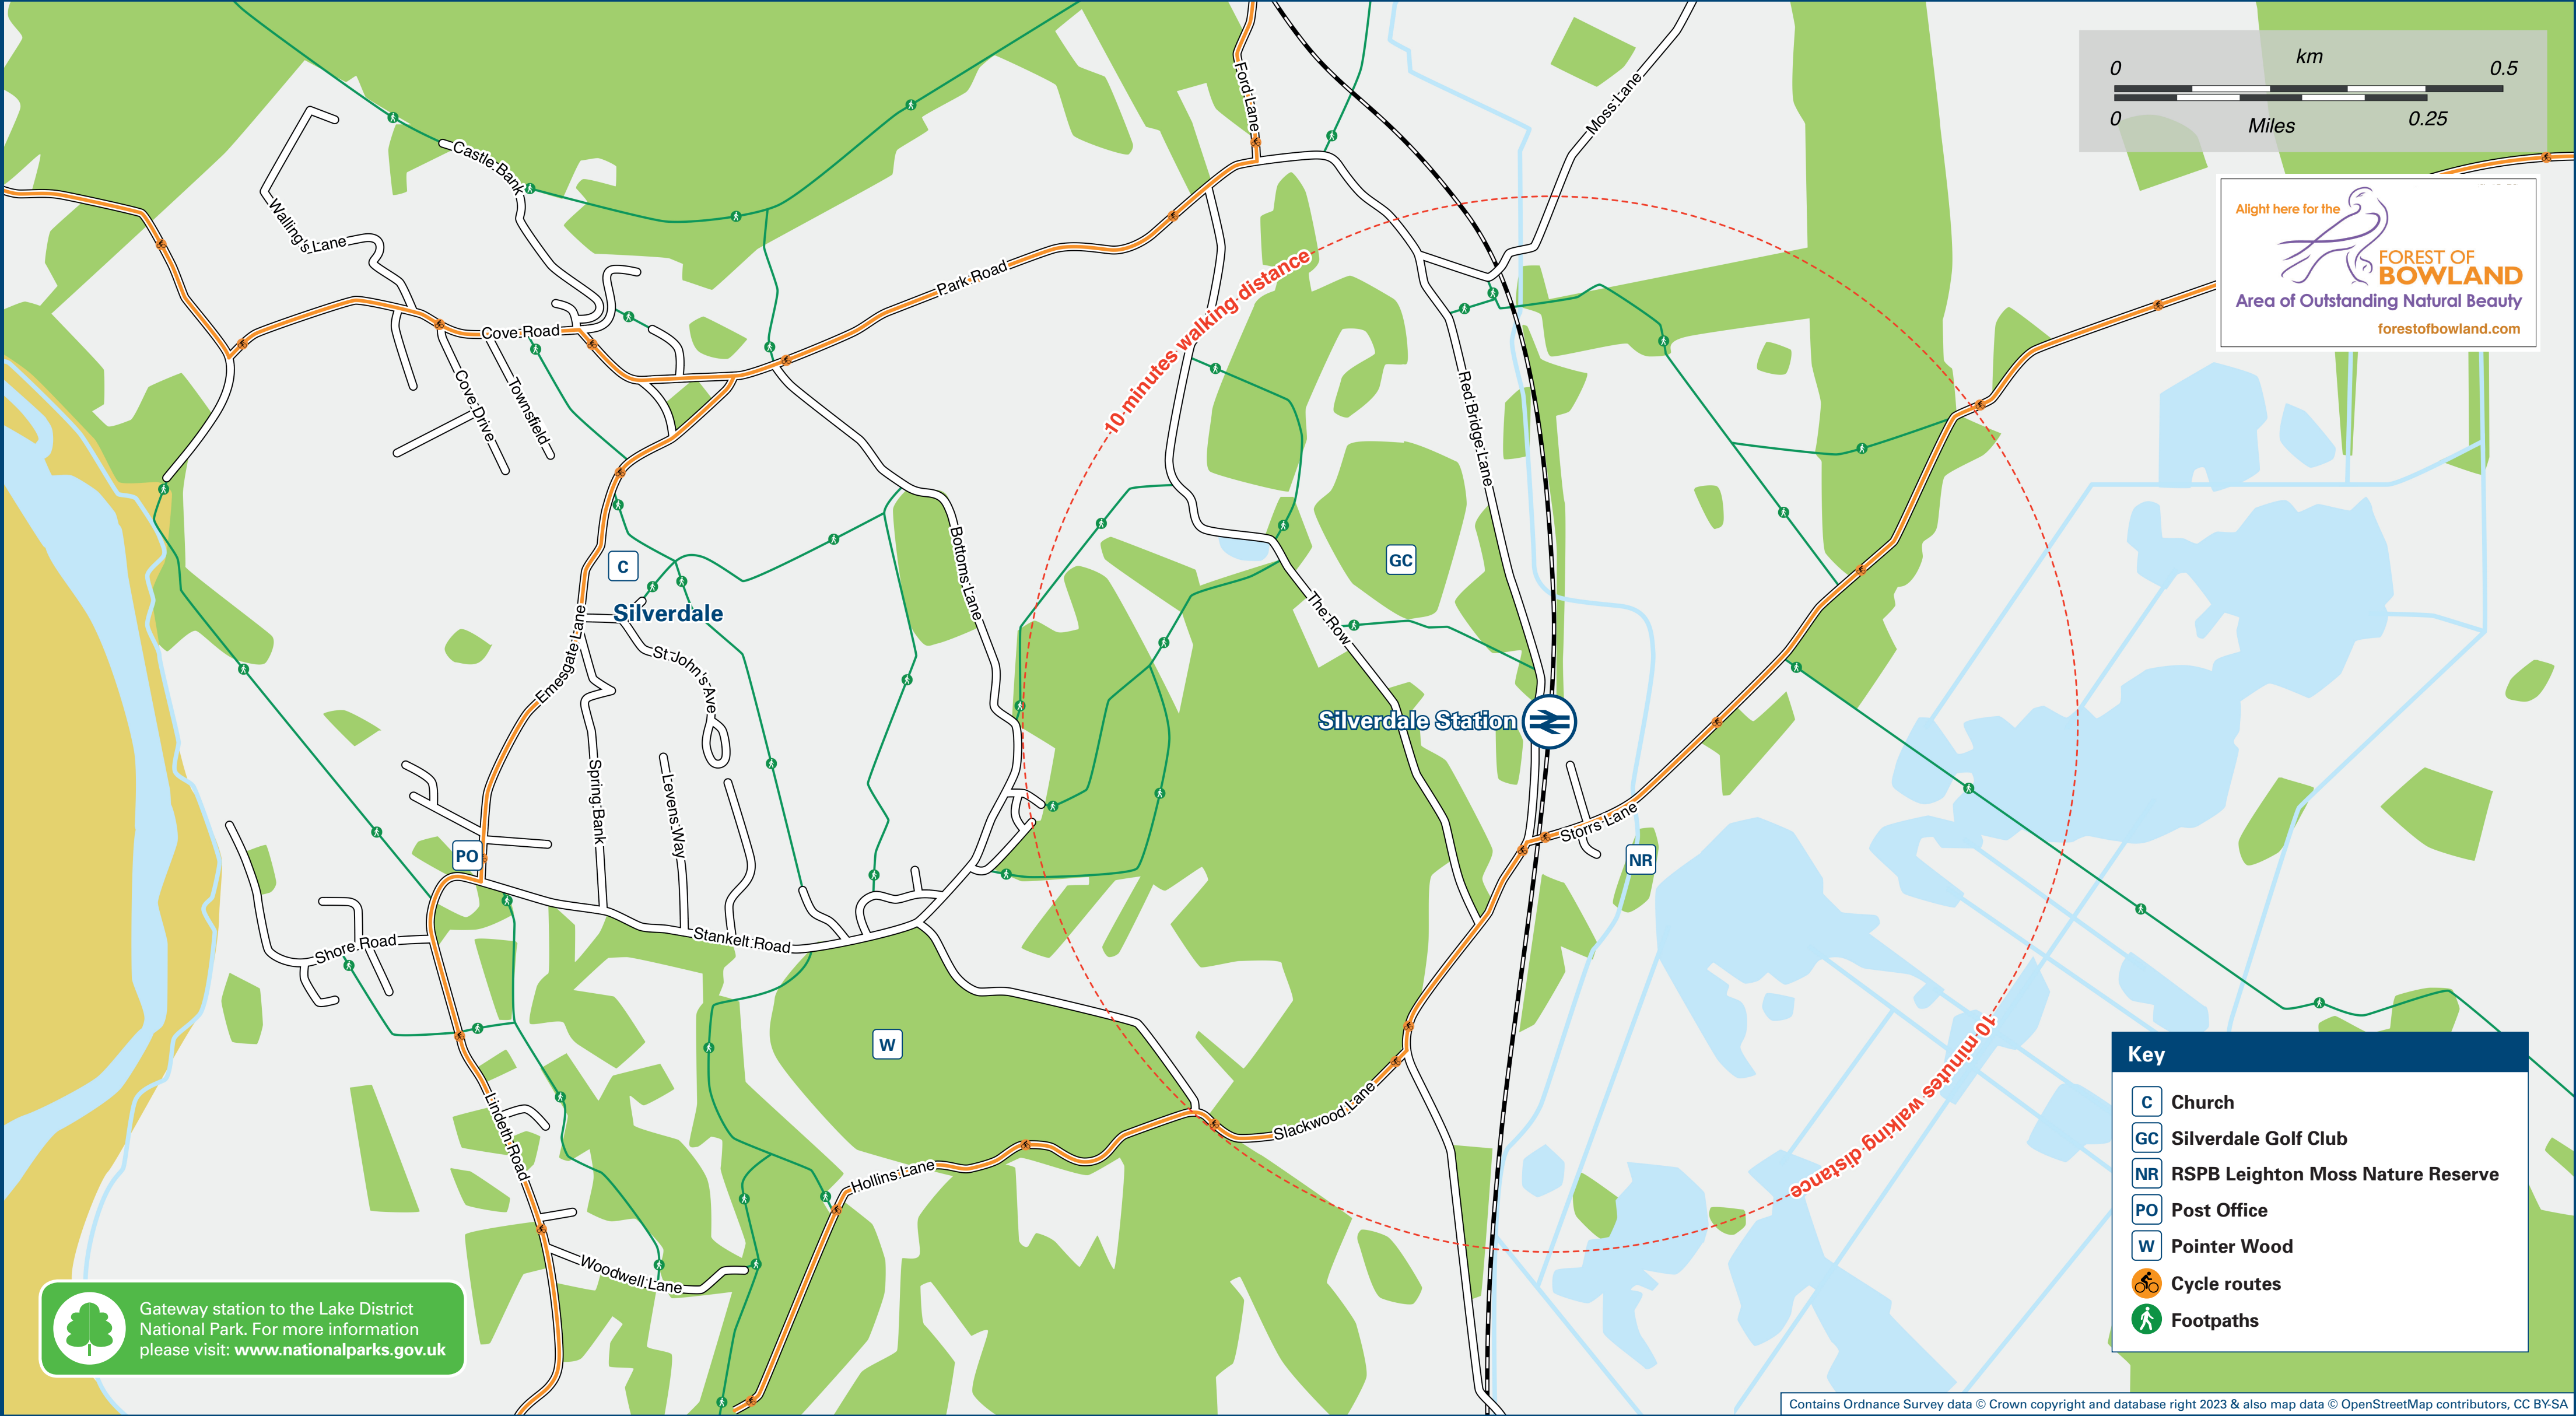 km
0
0.5
0
0.25
Miles
Alight here for the
FOREST OF
BOWLAND
Area of Outstanding Natural Beauty
forestofbowland.com
Ford Lane
Moss Lane
Castle Bank
Walling's Lane
Park Road
10 minutes walking distance
Cove Road
Cove Drive
Townsfield
Red Bridge Lane
Bottoms Lane
GC
C
Silverdale
The Row
Emesgate Lane
St John's Ave
Silverdale Station
Spring Bank
Levens Way
Storrs Lane
PO
NR
Shore Road
Stankelt Road
W
Lindeth Road
Slackwood Lane
Hollins Lane
Woodwell Lane
10 minutes walking distance
Key
C Church
GC Silverdale Golf Club
NR RSPB Leighton Moss Nature Reserve
PO Post Office
W Pointer Wood
Cycle routes
Footpaths
Gateway station to the Lake District
National Park. For more information
please visit: www.nationalparks.gov.uk
Contains Ordnance Survey data © Crown copyright and database right 2023 & also map data © OpenStreetMap contributors, CC BY-SA